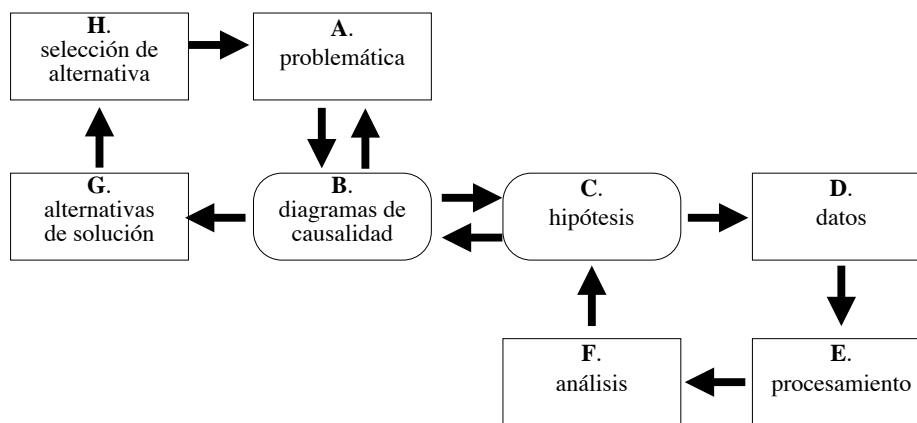 H.
selección de
alternativa
A.
problemática
G.
alternativas
de solución
B.
diagramas de
causalidad
C.
hipótesis
D.
datos
F.
análisis
E.
procesamiento